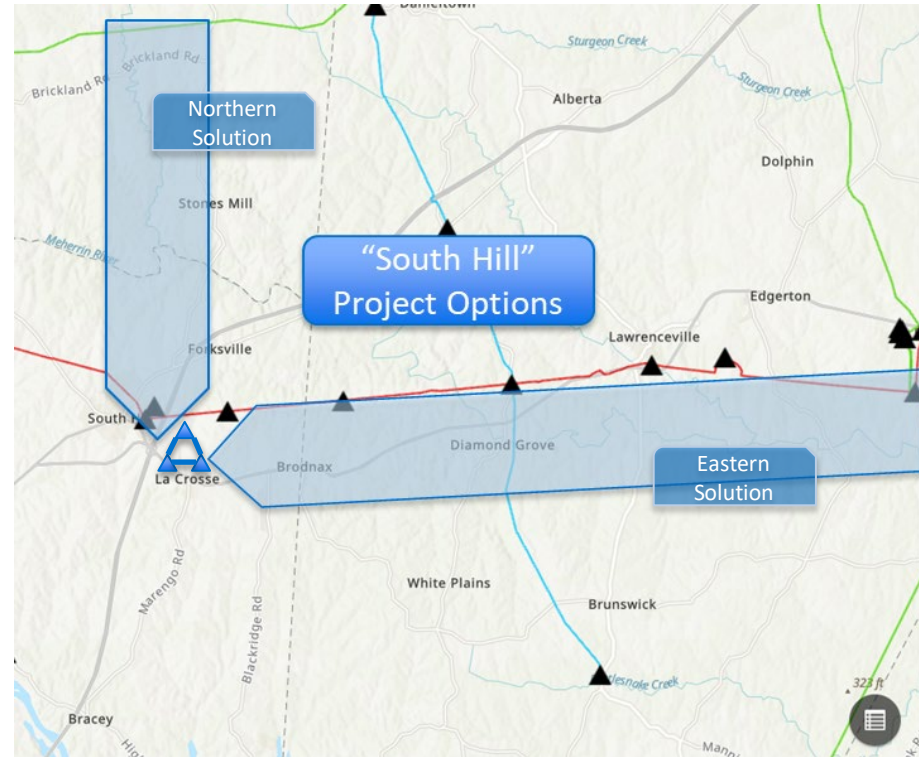 Danieltown
Sturgeon Creek
Brickland Rd
Brickland Rd
Sturgeon Creek
Northern
Solution
Alberta
Dolphin
Stones Mill
Meherrin River
"South Hill"
Project Options
Edgerton
Lawrenceville
Forksville
South H
Diamond Grove
Brodnax
Eastern
Solution
La Crosse
Marengo Rd
White Plains
Blackridge Rd
Brunswick
tlesnake Creek
323 ft
Bracey